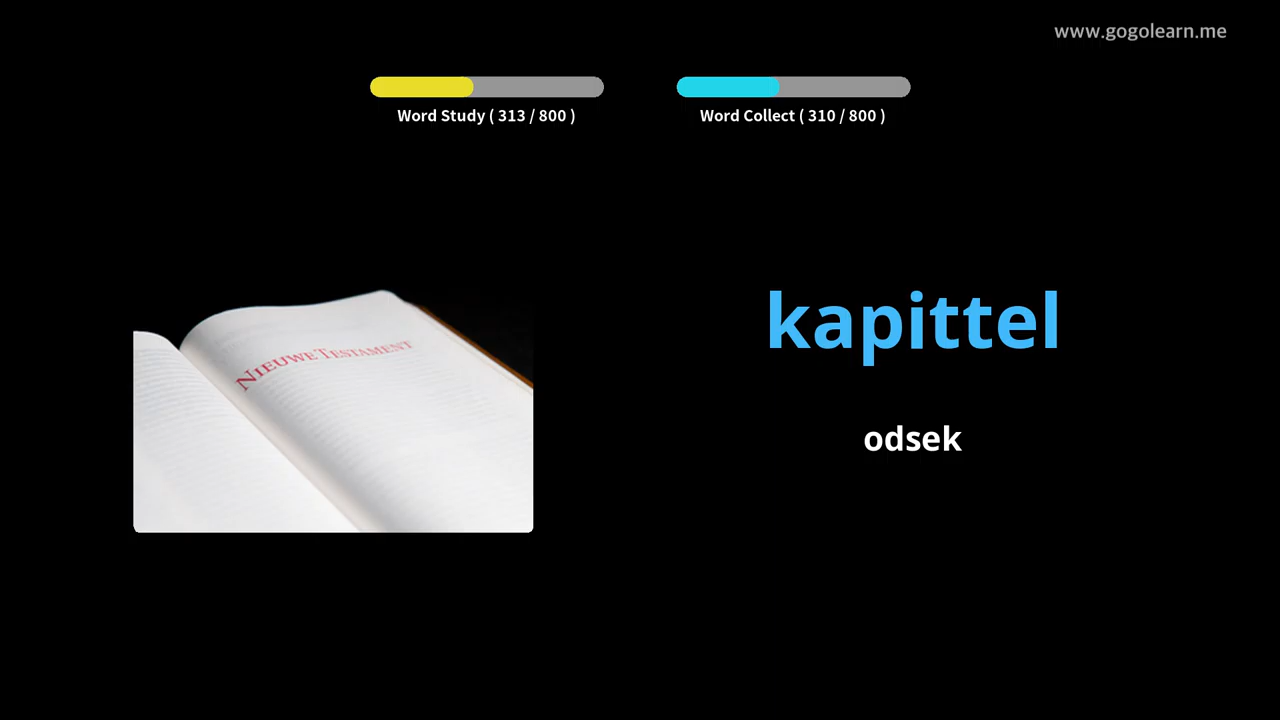 www.gogolearn.me
Word Study ( 313 / 800 )
Word Collect ( 310 / 800 )
NIEUWE TESTAMENT
kapittel
odsek